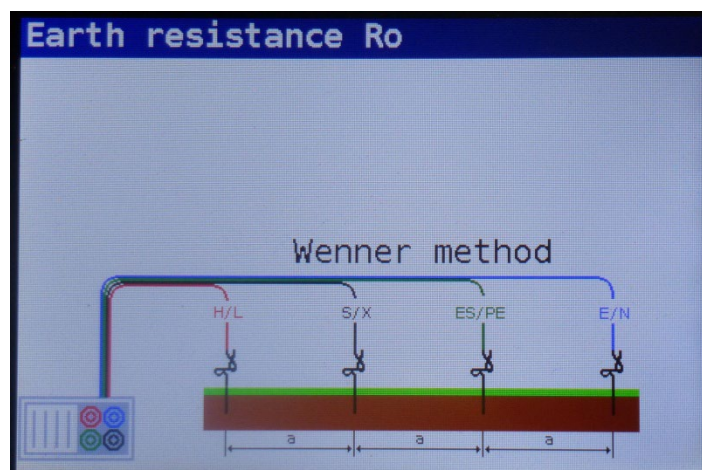 Earth resistance Ro
Wenner method
H/L S/X ES/PE E/N
a a a